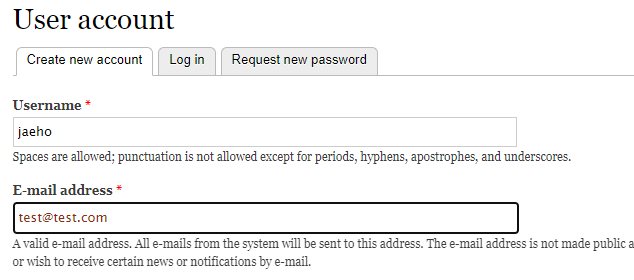 User account
Create new account Log in Request new password
Username *
jaeho
Spaces are allowed; punctuation is not allowed except for periods, hyphens, apostrophes, and underscores.
E-mail address *
test@test.com
A valid e-mail address. All e-mails from the system will be sent to this address. The e-mail address is not made public a
or wish to receive certain news or notifications by e-mail.